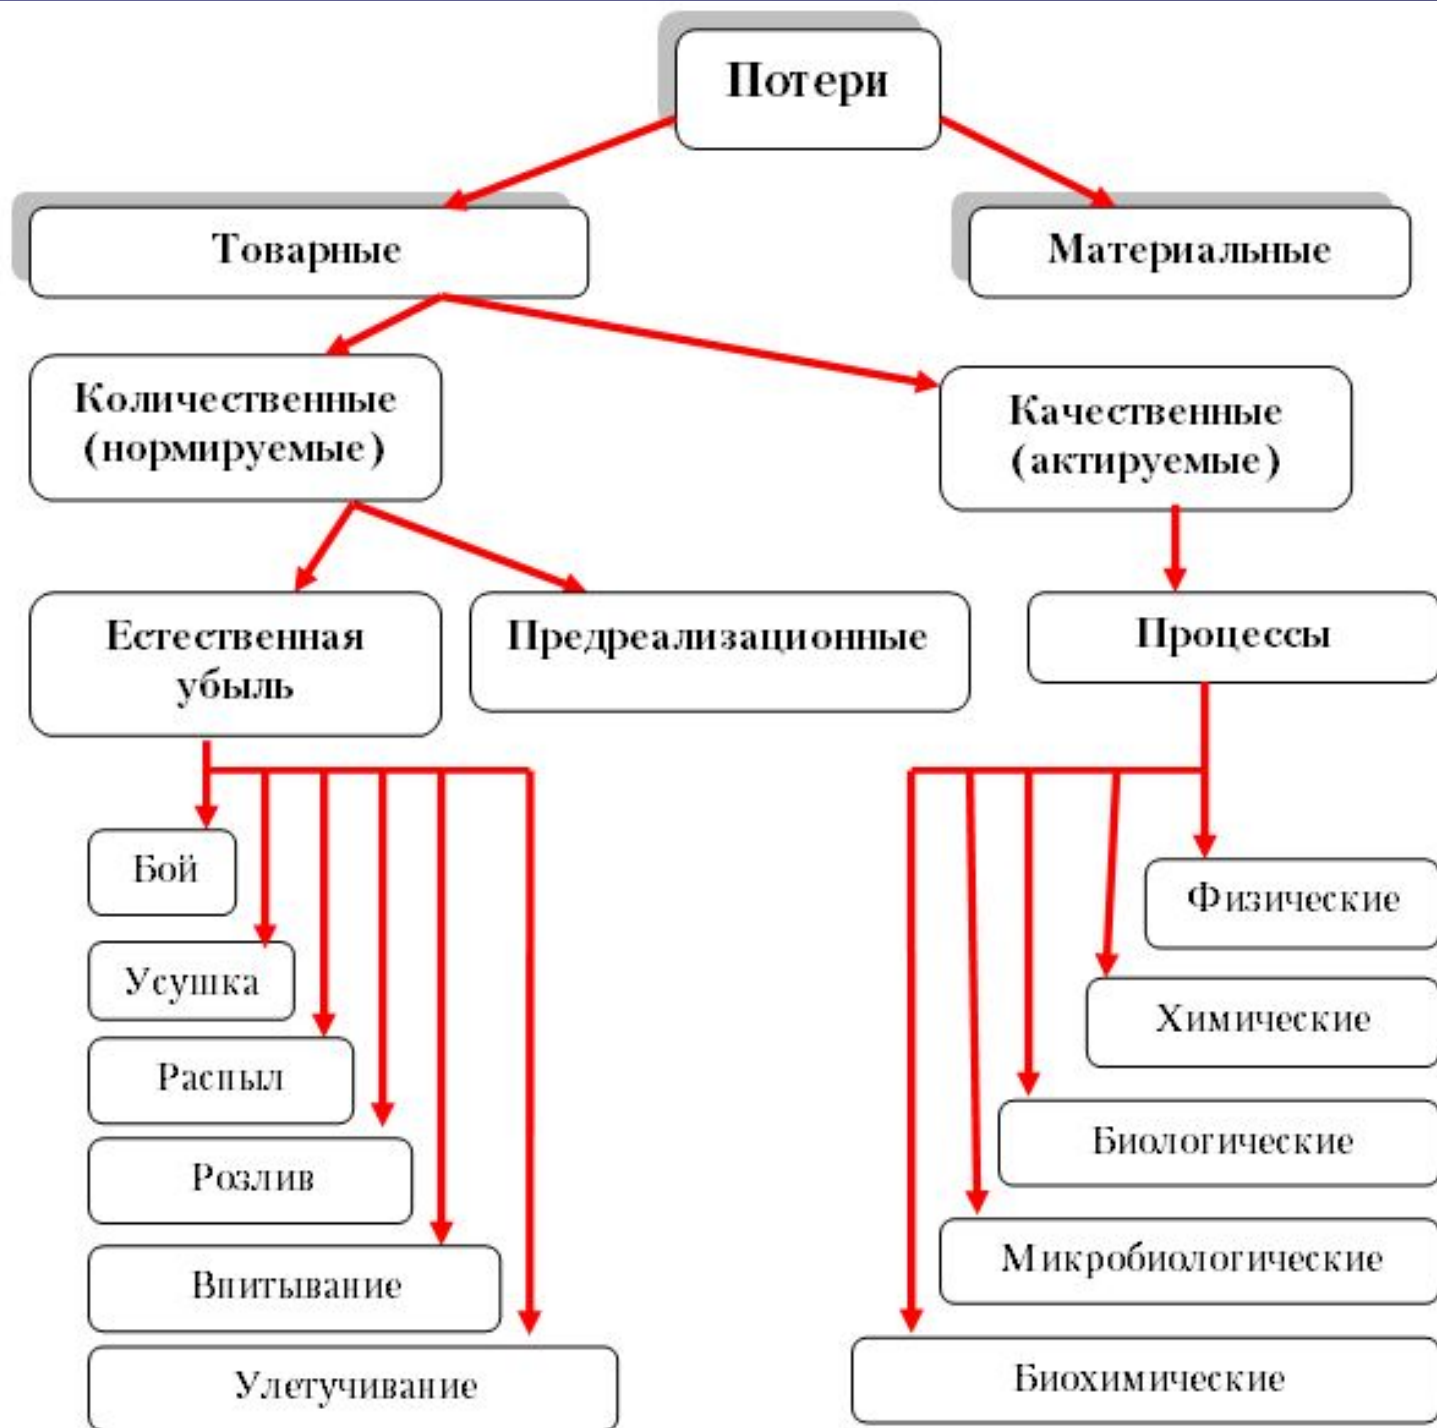 Потери
Товарные
Материальные
Количественные
(нормируемые)
Качественные
(актируемые)
Естественная
убыль
Предреализационные
Процессы
Бой
Усушка
Распыл
Розлив
Впитывание
Улетучивание
Физические
Химические
Биологические
Микробиологические
Биохимические